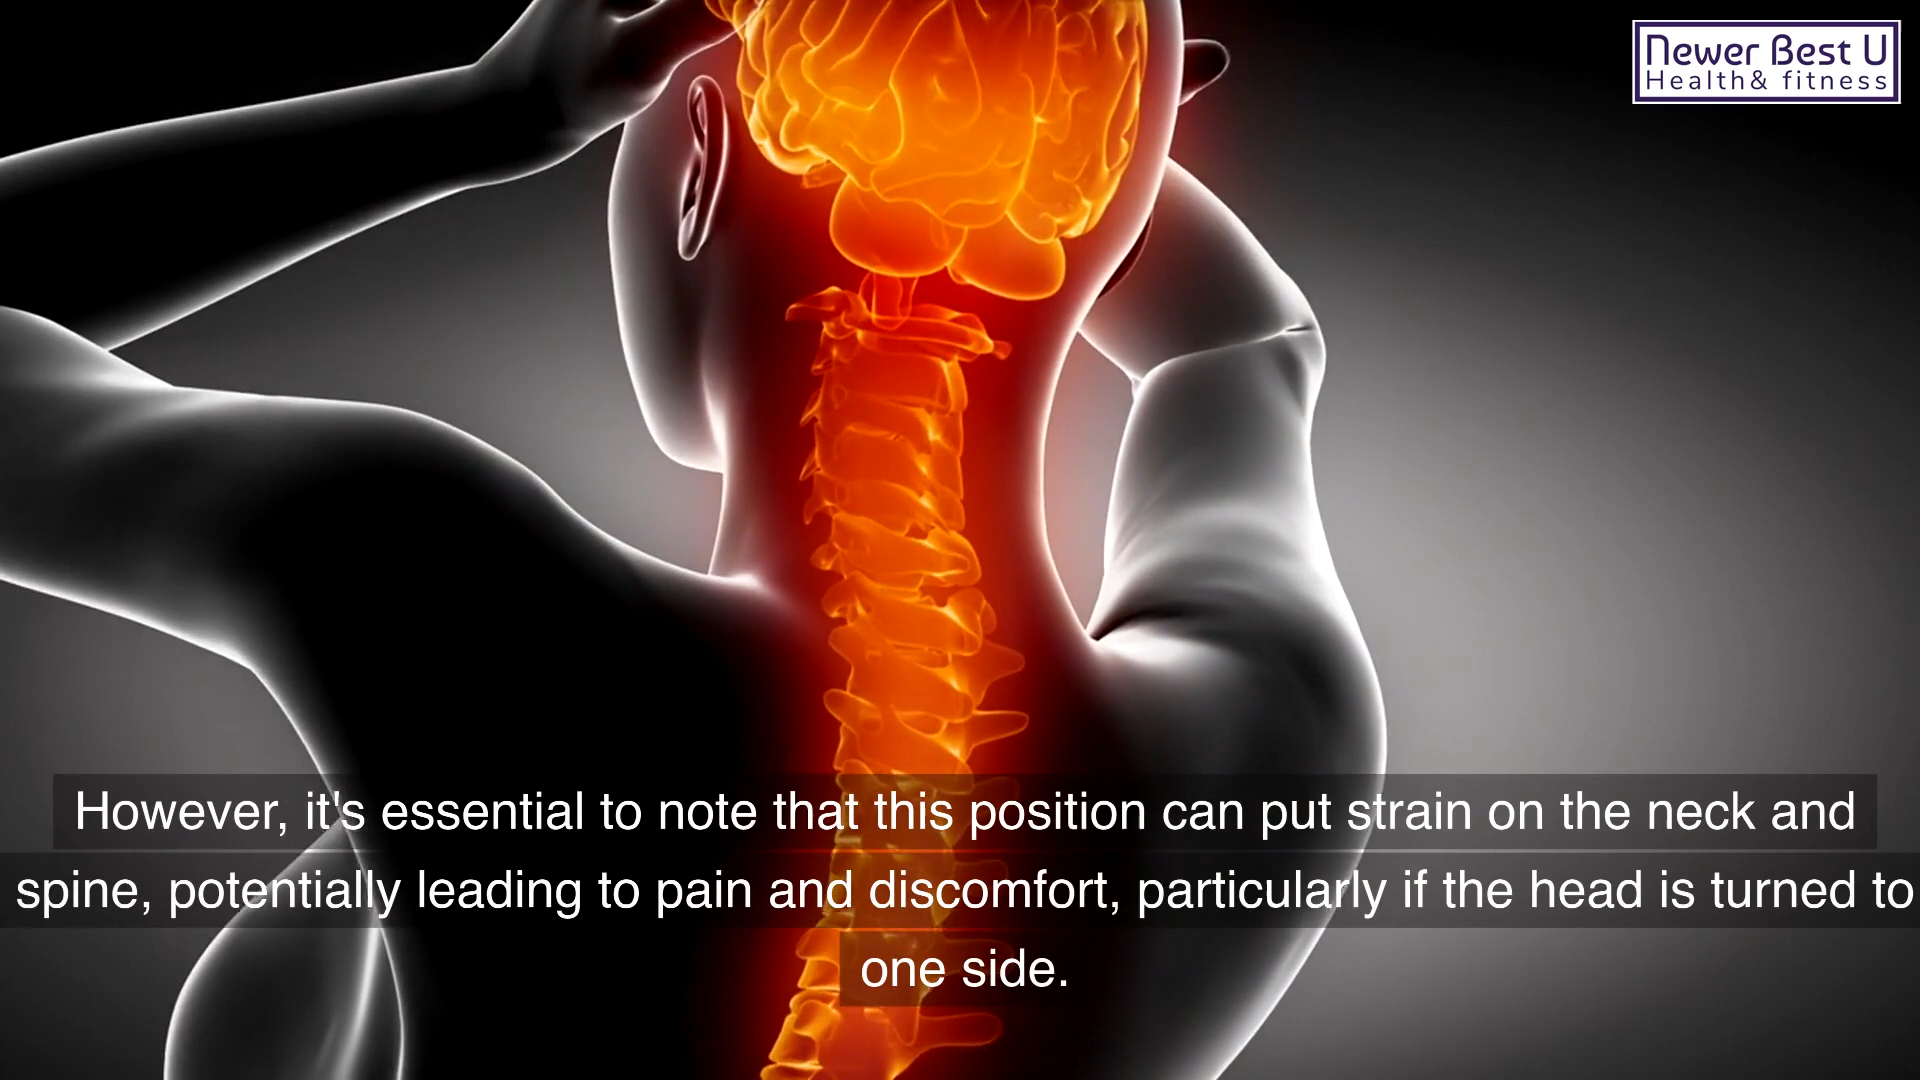 Newer Best U
Health& fitness
However, it's essential to note that this position can put strain on the neck and
spine, potentially leading to pain and discomfort, particularly if the head is turned to
one side.